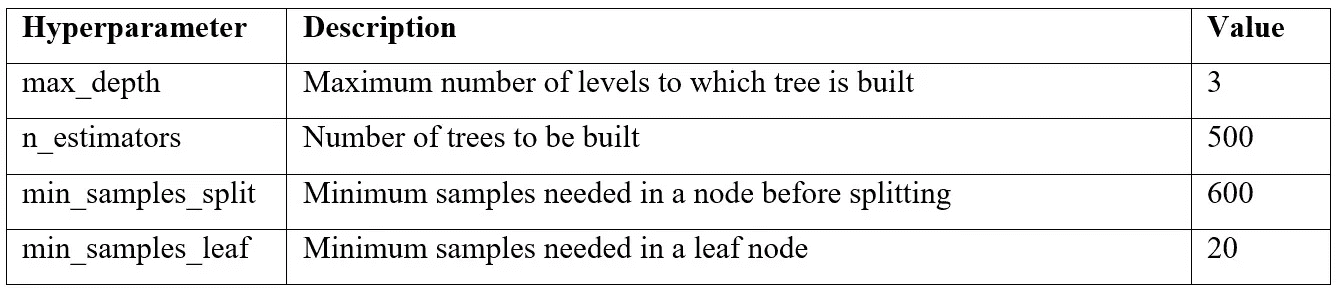 Hyperparameter Description Value
max_depth Maximum number of levels to which tree is built 3
n_estimators Number of trees to be built 500
min_samples_split Minimum samples needed in a node before splitting 600
min_samples_leaf Minimum samples needed in a leaf node 20